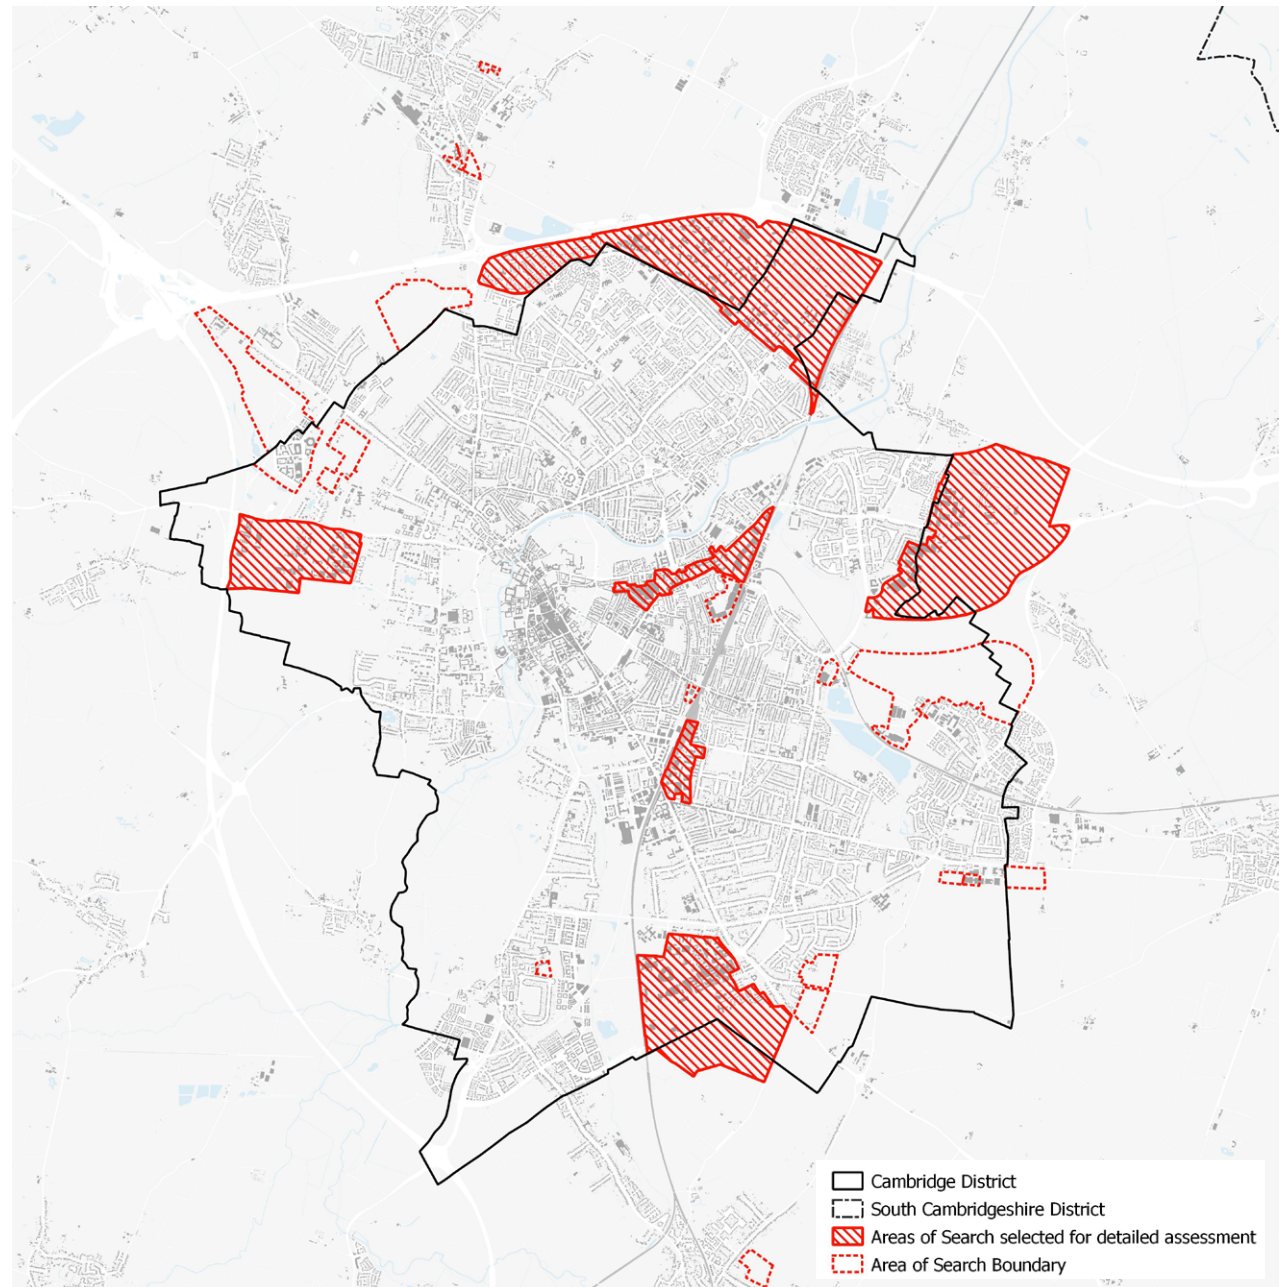 Cambridge District
South Cambridgeshire District
Areas of Search selected for detailed assessment
Area of Search Boundary